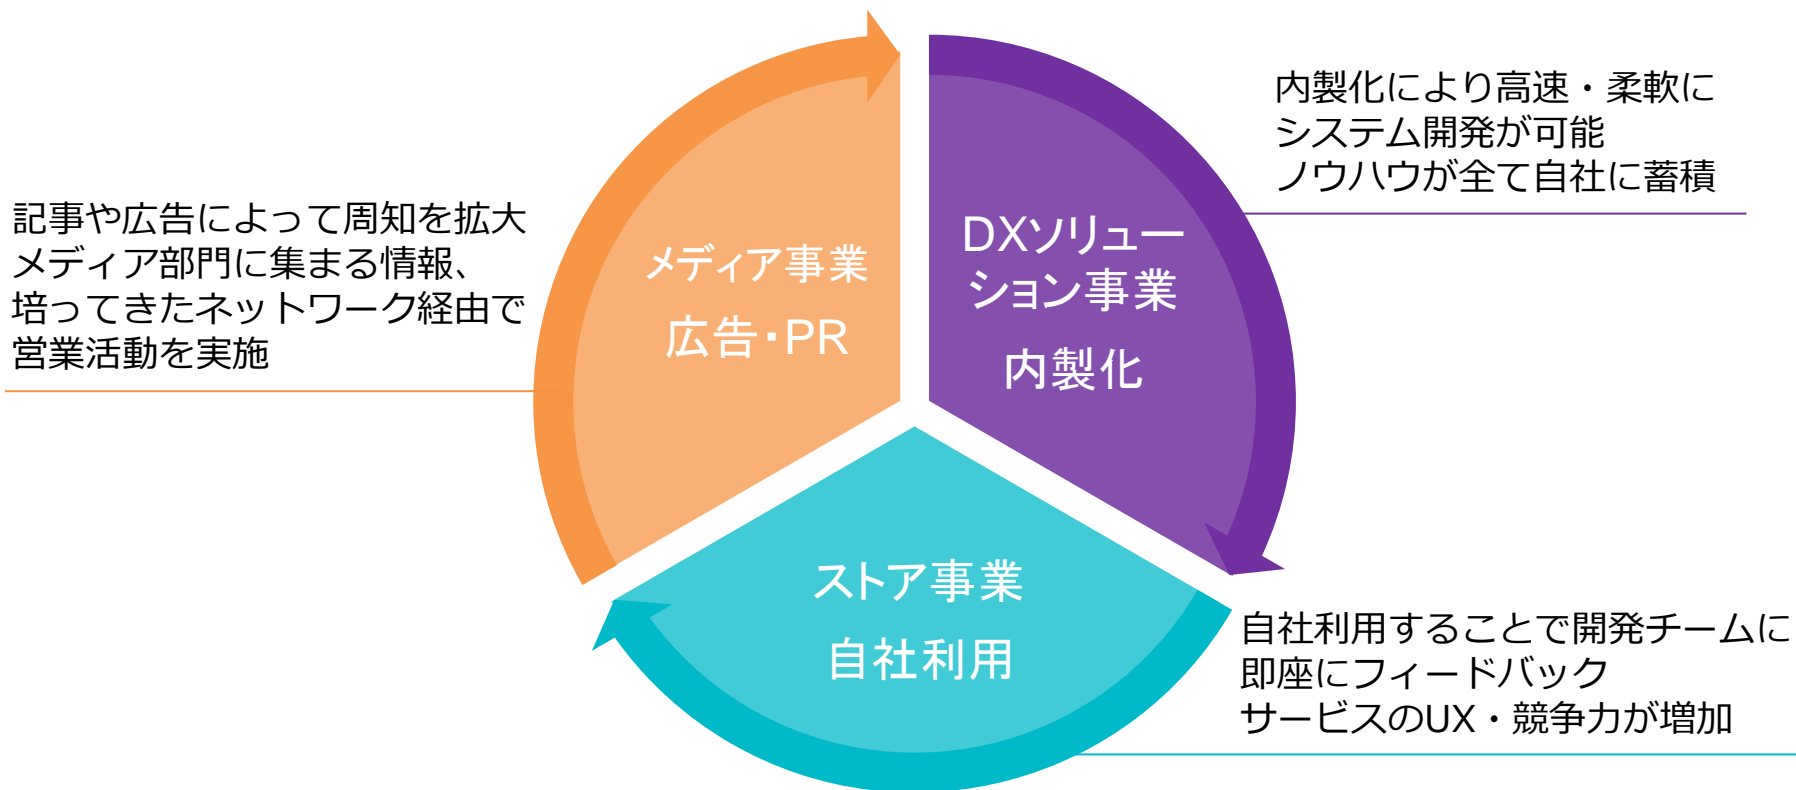 内製化により高速・柔軟に
システム開発が可能
ノウハウが全て自社に蓄積
記事や広告によって周知を拡大
メディア部門に集まる情報、
培ってきたネットワーク経由で
営業活動を実施
メディア事業
広告・PR
DXソリュー
ション事業
内製化
ストア事業
自社利用
自社利用することで開発チームに
即座にフィードバック
サービスのUX・競争力が増加